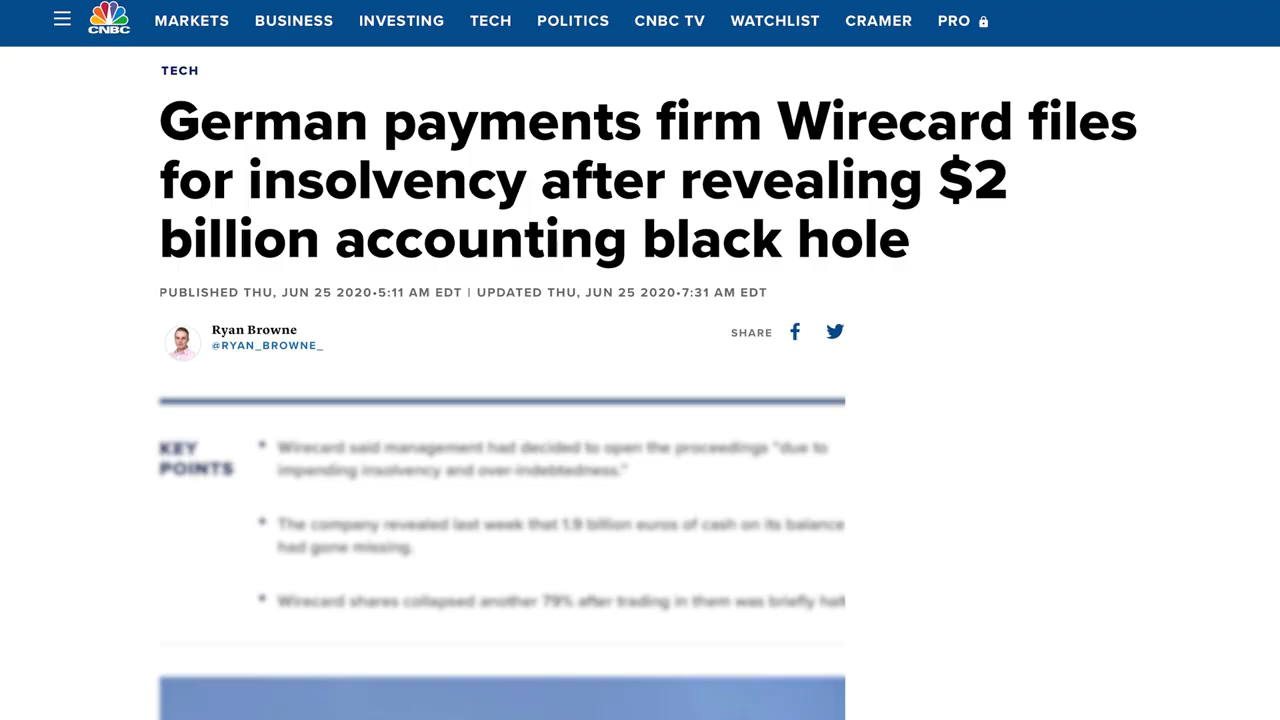 MARKETS BUSINESS INVESTING TECH POLITICS CNBC TV WATCHLIST CRAMER PRO
CNBC
TECH
German payments firm Wirecard files
for insolvency after revealing $2
billion accounting black hole
PUBLISHED THU, JUN 25 2020•5:11 AM EDT | UPDATED THU, JUN 25 2020•7:31 AM EDT
Ryan Browne
@RYAN_BROWNE_
SHARE
KEY
POINTS
• Wirecard said management had decided to open the proceedings "due to
impending insolvency and over-indebtedness."
• The company revealed last week that 1.9 billion euros of cash on its balance
had gone missing.
• Wirecard shares collapsed another 79% after trading in them was briefly